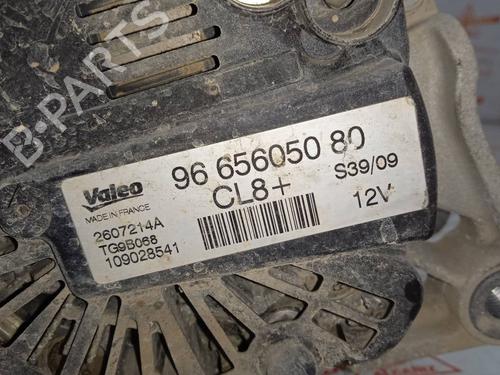 B-PARTS
Valeo
96 656050 80
CL8+
S39/09
MADE IN FRANCE
12V
2607214A
TG9B068
109028541